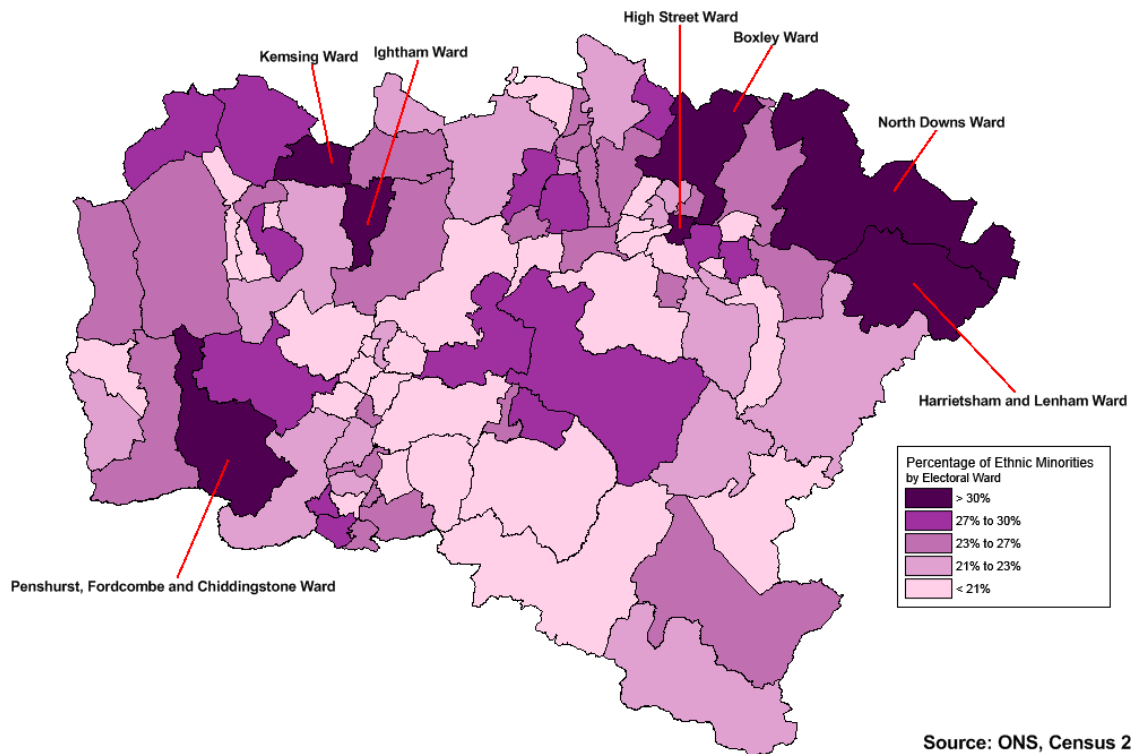 High Street Ward
Boxley Ward
Ightham Ward
Kemsing Ward
North Downs Ward
Harrietsham and Lenham Ward
Percentage of Ethnic Minorities
by Electoral Ward
> 30%
27% to 30%
23% to 27%
21% to 23%
< 21%
Penshurst, Fordcombe and Chiddingstone Ward
Source: ONS, Census 2